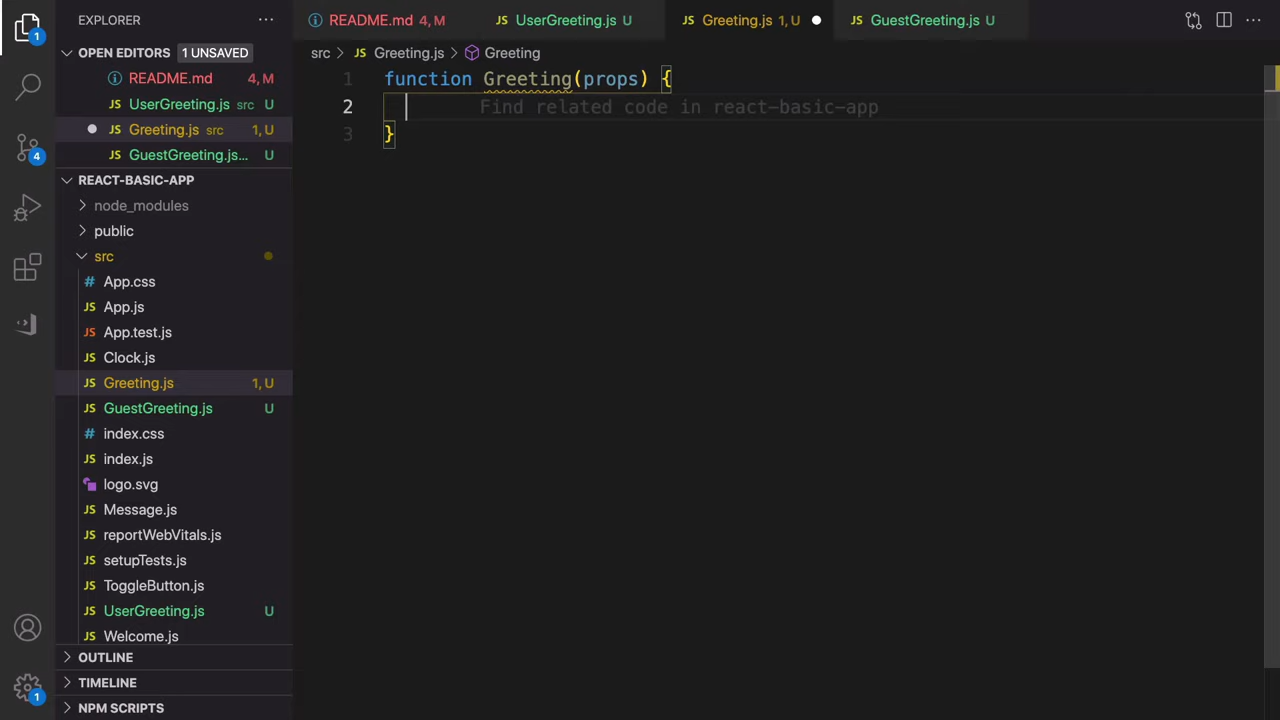 EXPLORER
README.md 4, M
UserGreeting.js U
Greeting.js 1, U
GuestGreeting.js U
OPEN EDITORS 1 UNSAVED
src Greeting.js Greeting
README.md 4, M
UserGreeting.js src U
Greeting.js src 1, U
GuestGreeting.js... U
1 function Greeting(props) {
2 Find related code in react-basic-app
3 }
REACT-BASIC-APP
node_modules
public
src
App.css
App.js
App.test.js
Clock.js
Greeting.js 1, U
GuestGreeting.js U
index.css
index.js
logo.svg
Message.js
reportWebVitals.js
setupTests.js
ToggleButton.js
UserGreeting.js U
Welcome.js
OUTLINE
TIMELINE
NPM SCRIPTS
1
4
1